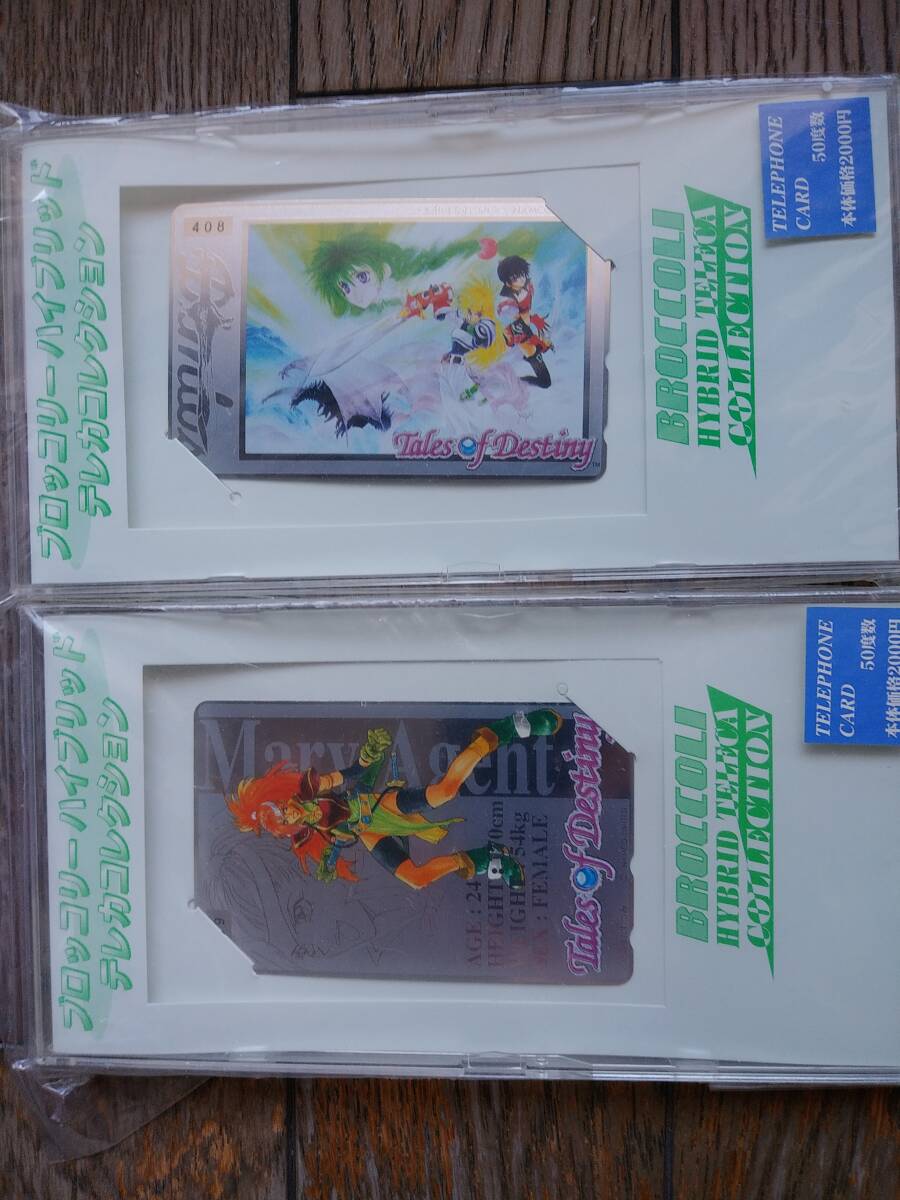 ブロッコリーハイブリッド
テレカコレクション
408
Tales of Destiny
TM
BROCCOLI
HYBRID TELECA
COLLECTION
TELEPHONE
CARD 50度数
本体価格2000円
ブロッコリーハイブリッド
テレカコレクション
Mary Agent
AGE : 24
HEIGHT
54kg
FEMALE
Tales of Destiny
BROCCOLI
HYBRID TELECA
COLLECTION
TELEPHONE
CARD 50度数
本体価格2000円